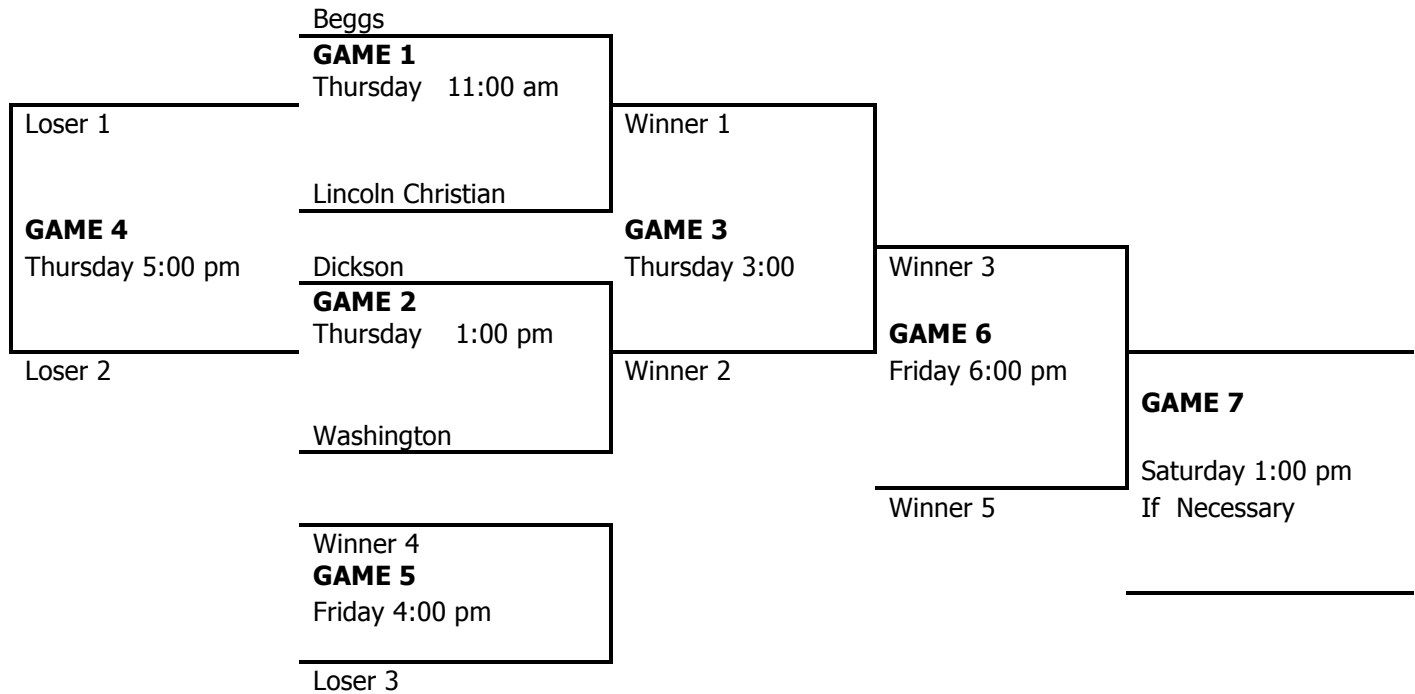 Beggs
GAME 1
Thursday 11:00 am
Loser 1
Winner 1
Lincoln Christian
GAME 4
GAME 3
Thursday 5:00 pm
Dickson
Thursday 3:00
Winner 3
GAME 2
Thursday 1:00 pm
GAME 6
Loser 2
Winner 2
Friday 6:00 pm
GAME 7
Washington
Saturday 1:00 pm
Winner 5
If Necessary
Winner 4
GAME 5
Friday 4:00 pm
Loser 3